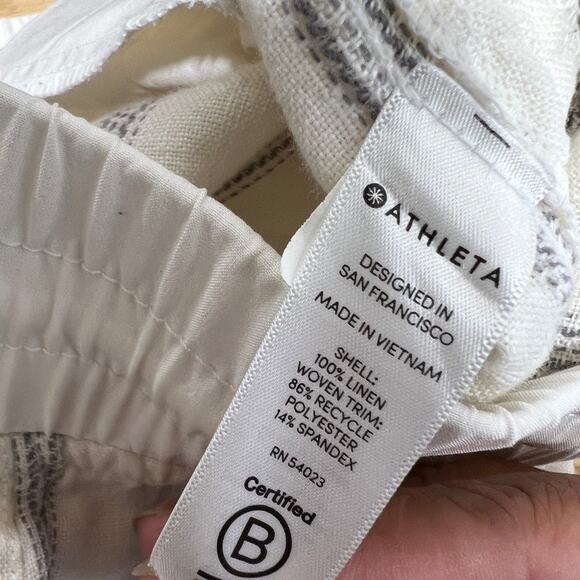 ATHLETA
DESIGNED IN
SAN FRANCISCO
MADE IN VIETNAM
SHELL:
100% LINEN
WOVEN TRIM:
86% RECYCLE
POLYESTER
14% SPANDEX
RN 54023
Certified
B